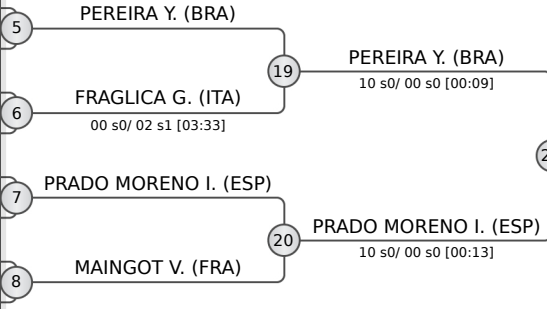 PEREIRA Y. (BRA)
5
19
PEREIRA Y. (BRA)
10 s0/ 00 s0 [00:09]
FRAGLICA G. (ITA)
6
00 s0/ 02 s1 [03:33]
PRADO MORENO I. (ESP)
7
20
PRADO MORENO I. (ESP)
10 s0/ 00 s0 [00:13]
MAINGOT V. (FRA)
8